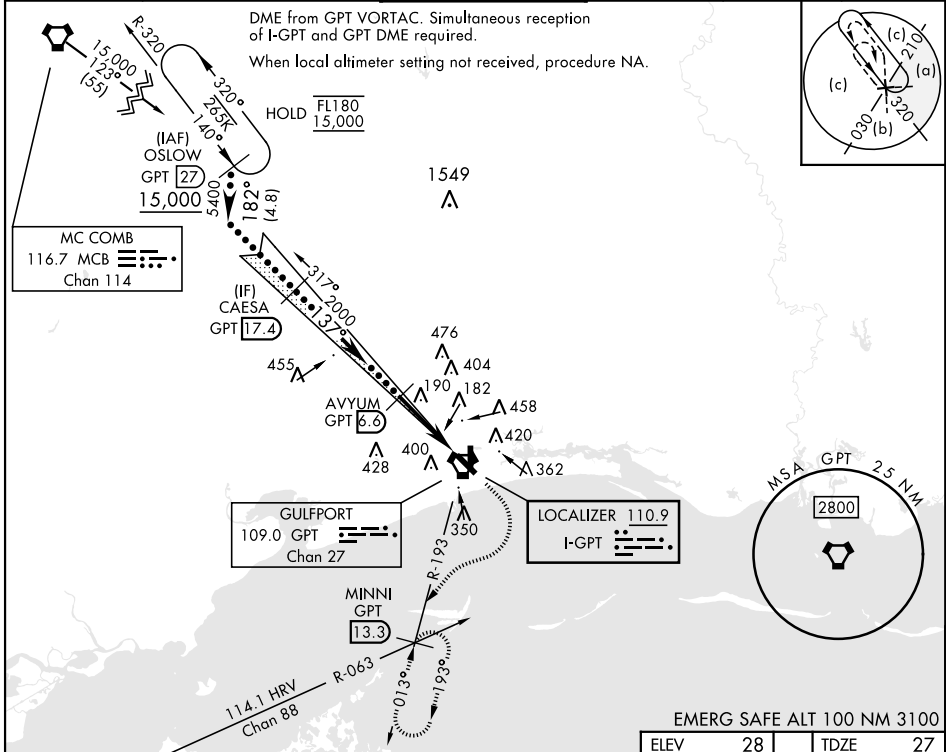 DME from GPT VORTAC. Simultaneous reception
of I-GPT and GPT DME required.
When local altimeter setting not received, procedure NA.
R-320
15,000
123°
(55)
320°
265K
140°
HOLD FL180
15,000
(IAF)
OSLOW
GPT 27
15,000
5400
182°
(4.8)
MC COMB
116.7 MCB
Chan 114
1549
(c)
210
(a)
(c)
030
(b)
320
317°
2000
137°
(IF)
CAESA
GPT 17.4
455
476
404
190
182
458
AVYUM
GPT 6.6
420
428
400
362
350
GULFPORT
109.0 GPT
Chan 27
LOCALIZER 110.9
I-GPT
MSA GPT 25 NM
2800
R-193
MINNI
GPT
13.3
013°
193°
R-063
114.1 HRV
Chan 88
EMERG SAFE ALT 100 NM 3100
ELEV 28 TDZE 27